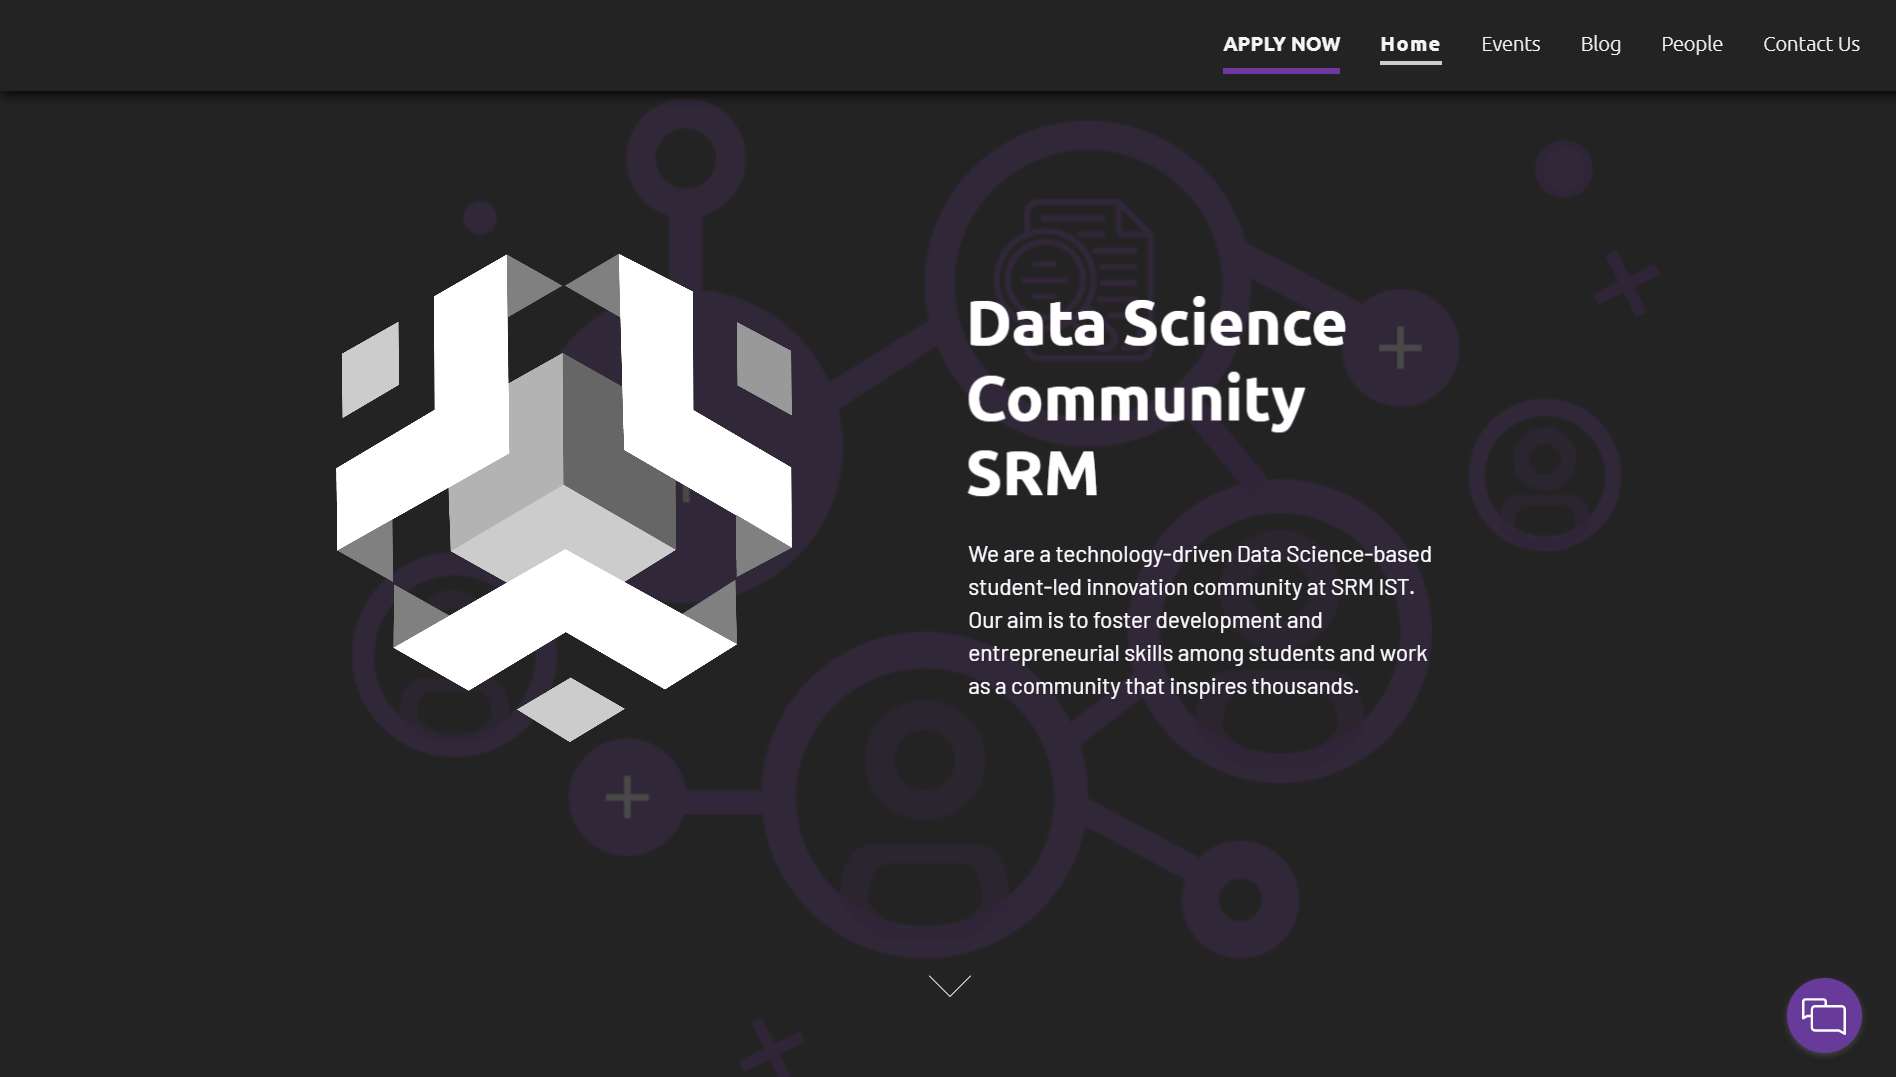 APPLY NOW Home Events Blog People Contact Us
Data Science
Community
SRM
We are a technology-driven Data Science-based
student-led innovation community at SRM IST.
Our aim is to foster development and
entrepreneurial skills among students and work
as a community that inspires thousands.